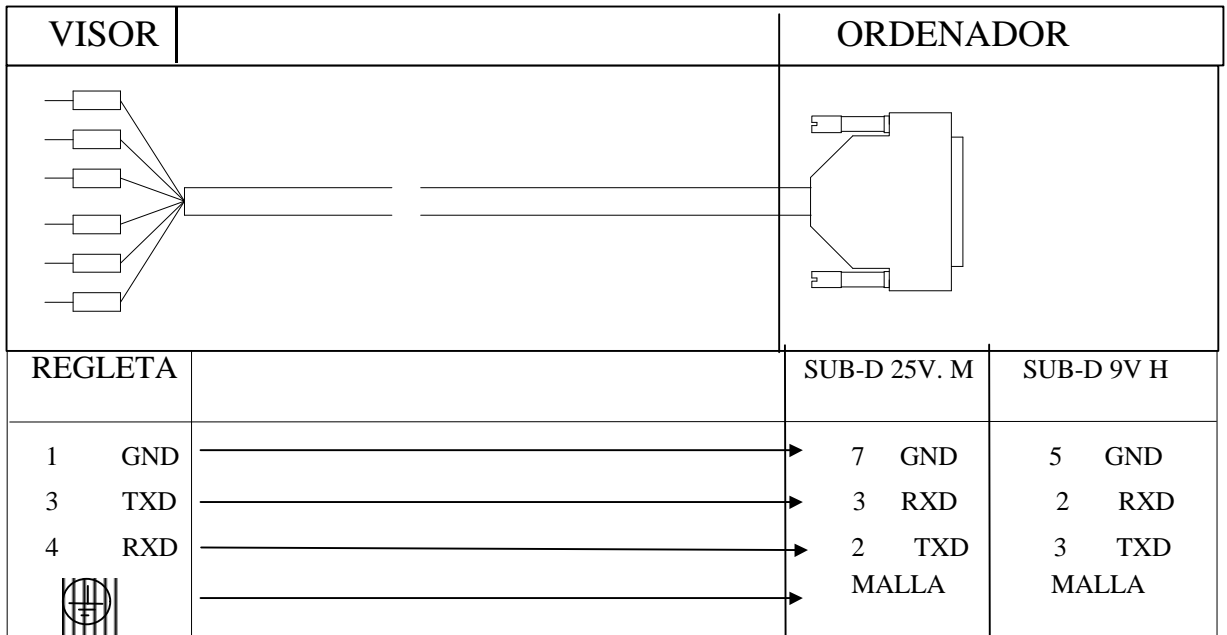 VISOR ORDENADOR
REGLETA SUB-D 25V. M SUB-D 9V H
1 GND 7 GND 5 GND
3 TXD 3 RXD 2 RXD
4 RXD 2 TXD 3 TXD
MALLA MALLA